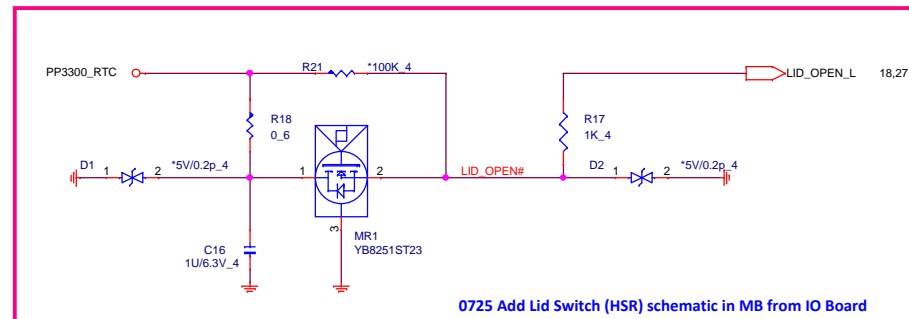 R21 *100K_4
PP3300_RTC LID_OPEN_L 18,27
R18
0_6
R17
1K_4
D1 1 2 *5V/0.2p_4 1 2 LID_OPEN# D2 1 2 *5V/0.2p_4
3
MR1
YB8251ST23
C16
1U/6.3V_4
0725 Add Lid Switch (HSR) schematic in MB from IO Board